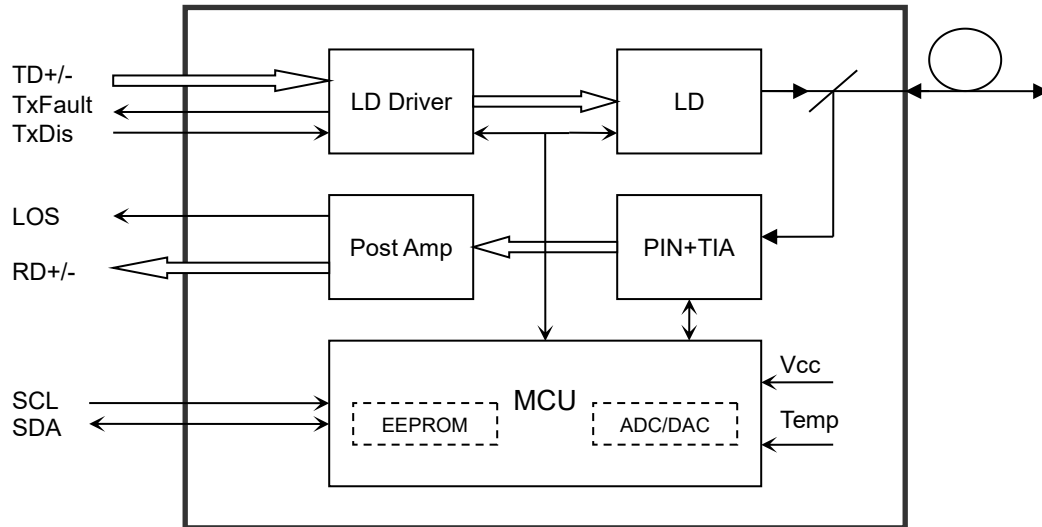 TD+/-
TxFault
TxDis
LD Driver
LD
LOS
RD+/-
Post Amp
PIN+TIA
SCL
SDA
MCU
EEPROM
ADC/DAC
Vcc
Temp